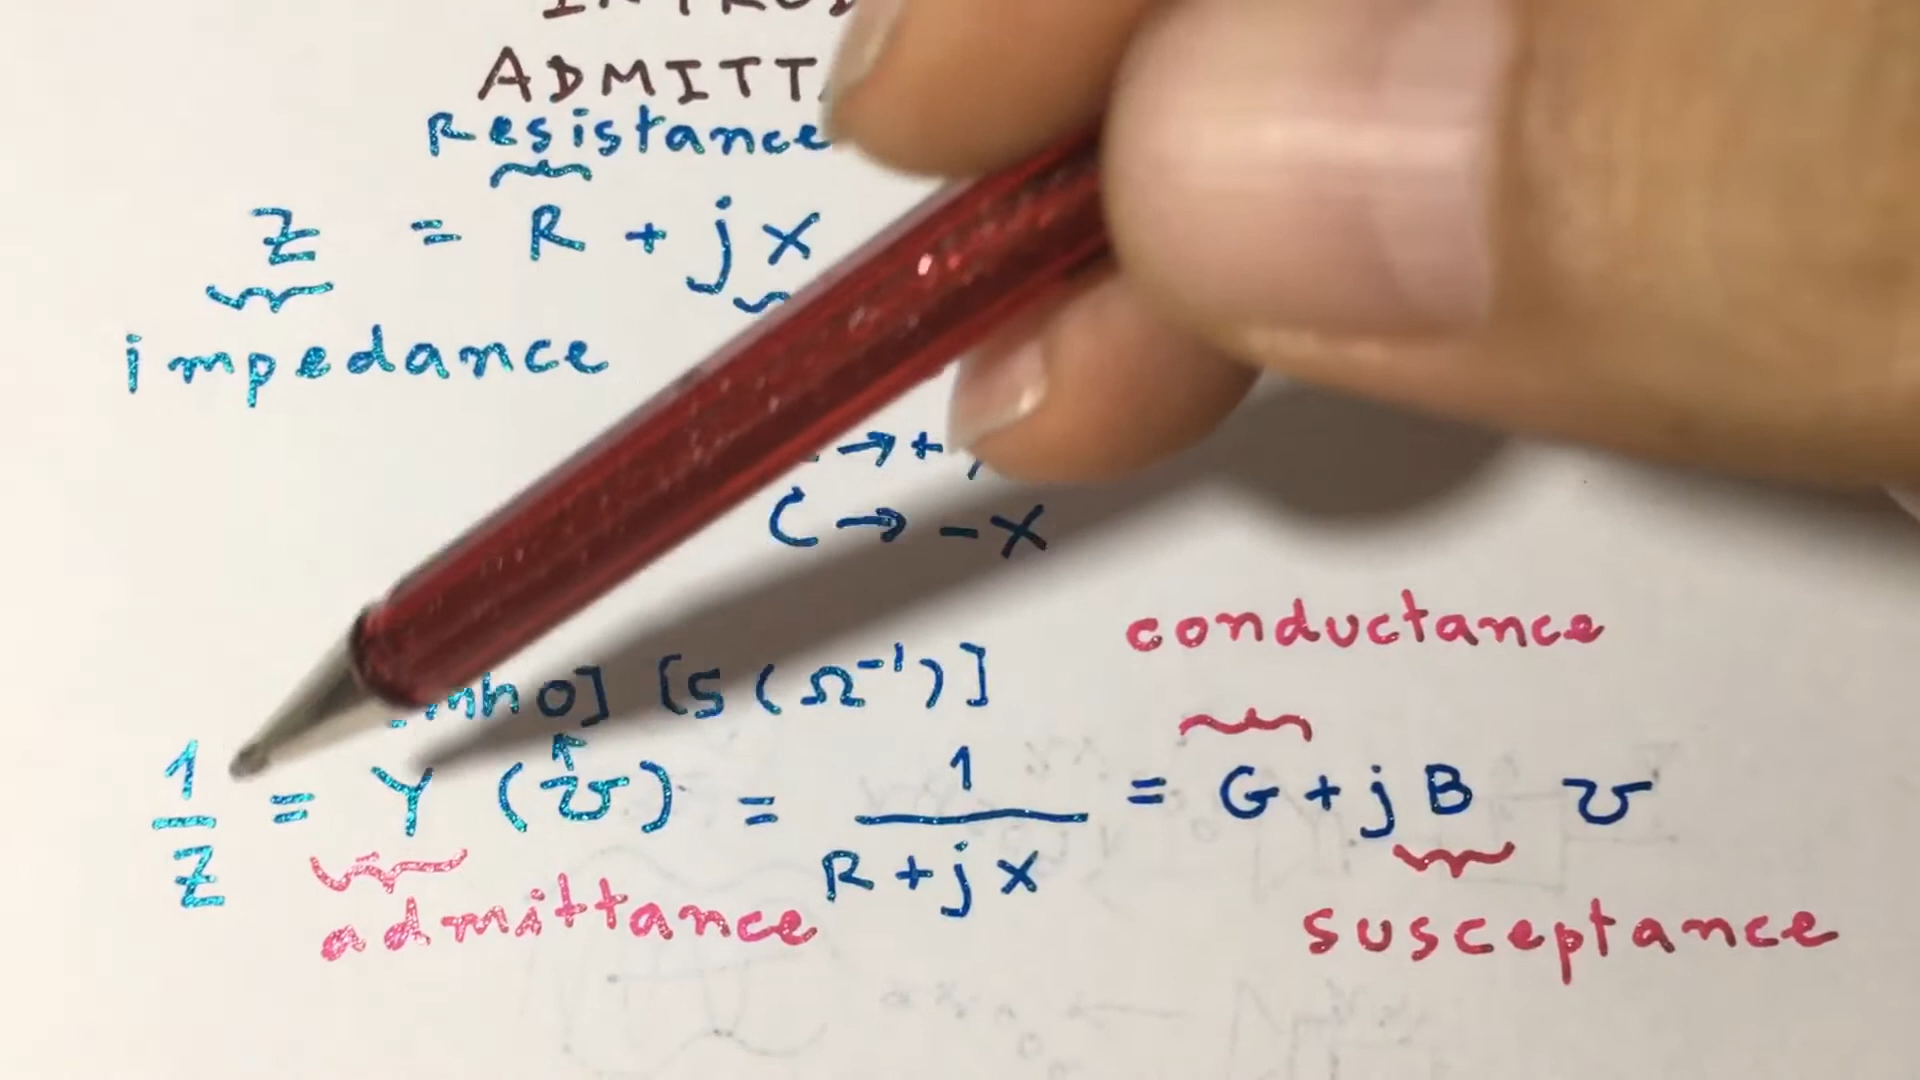 ADMITT
Resistance
Z = R + jX
impedance
→ +
C → -X
conductance
mho] [S(Ω⁻¹)]
1/Z = Y (℧) = 1/(R+jX) = G+jB ℧
admittance
susceptance